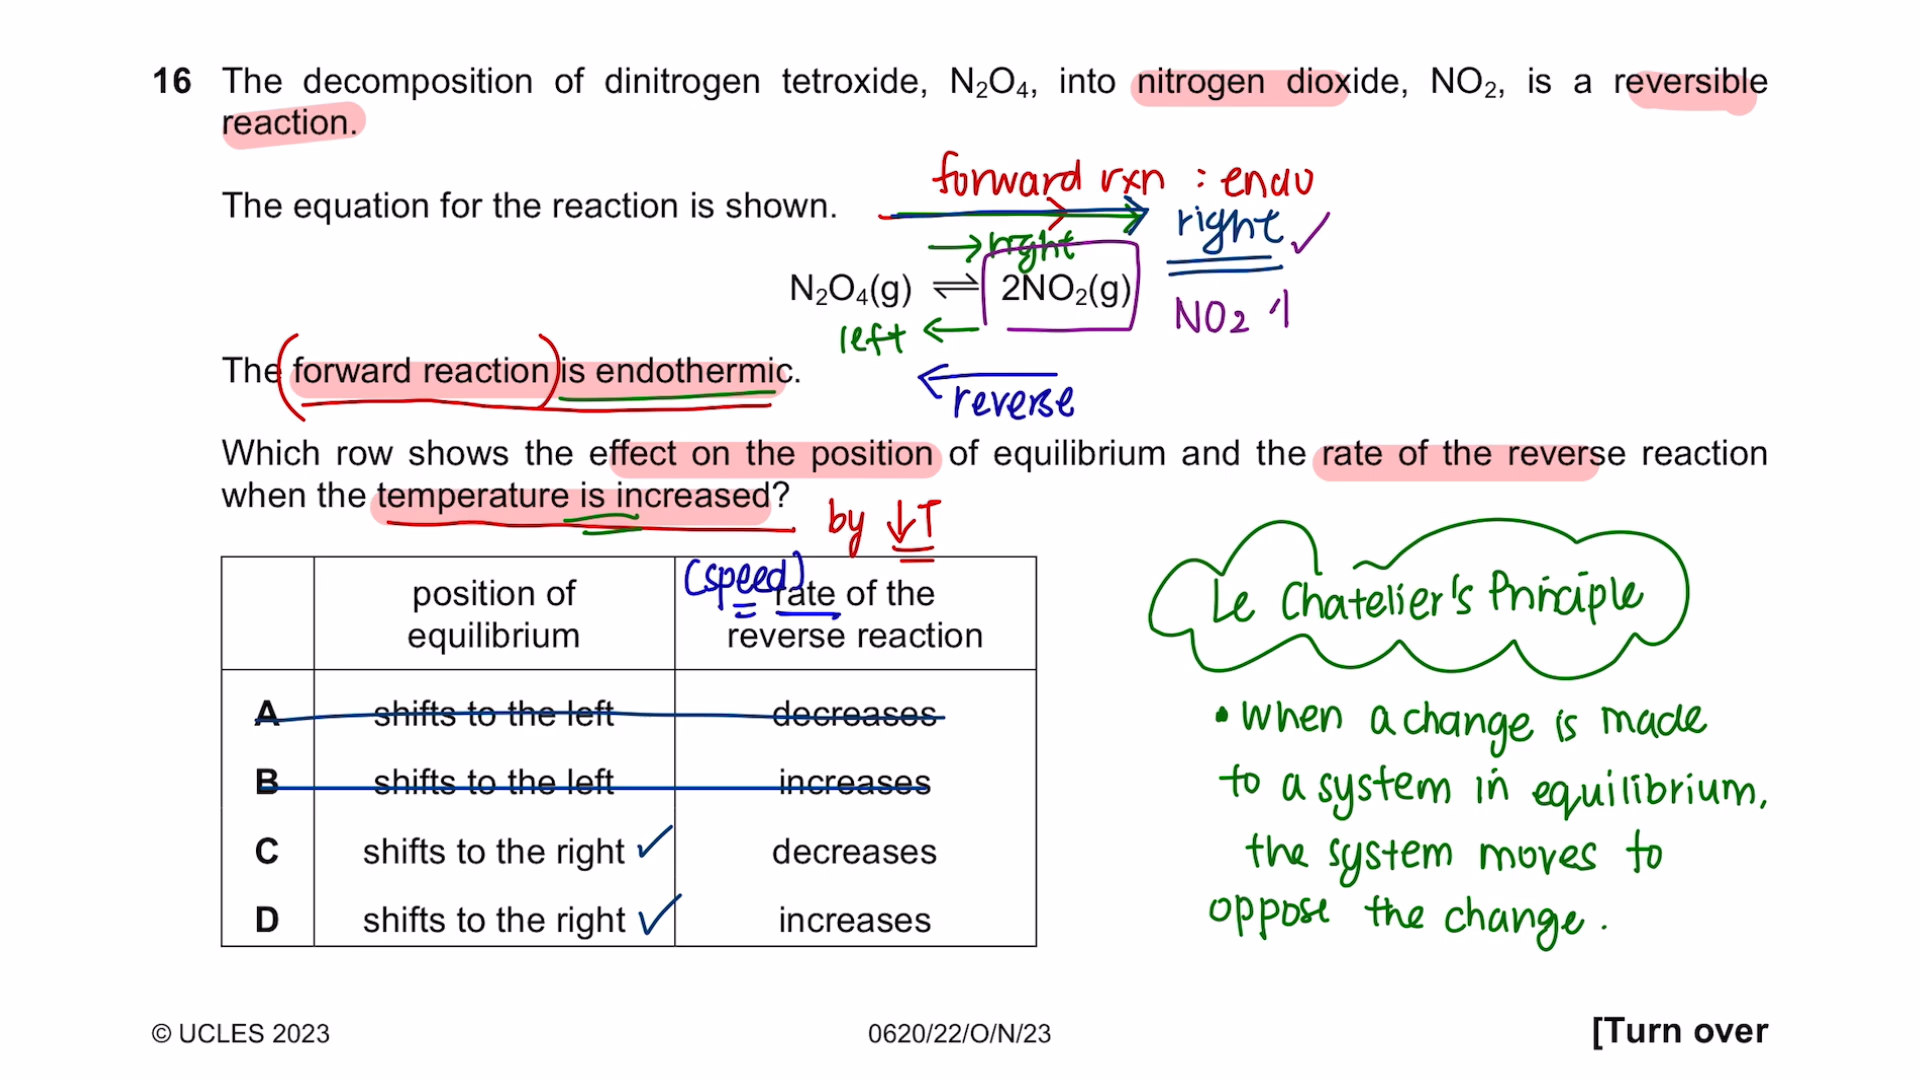 16 The decomposition of dinitrogen tetroxide, N₂O₄, into nitrogen dioxide, NO₂, is a reversible
reaction.
forward rxn : endo
The equation for the reaction is shown.
right ✓
→ right
N₂O₄(g) ⇌ 2NO₂(g)
NO₂ ↑
left ←
The (forward reaction) is endothermic.
reverse
Which row shows the effect on the position of equilibrium and the rate of the reverse reaction
when the temperature is increased?
by ↓T
(speed)
position of equilibrium
rate of the reverse reaction
A shifts to the left decreases
B shifts to the left increases
C shifts to the right ✓ decreases
D shifts to the right ✓ increases
Le Chatelier's Principle
• When a change is made
to a system in equilibrium,
the system moves to
oppose the change.
© UCLES 2023
0620/22/O/N/23
[Turn over